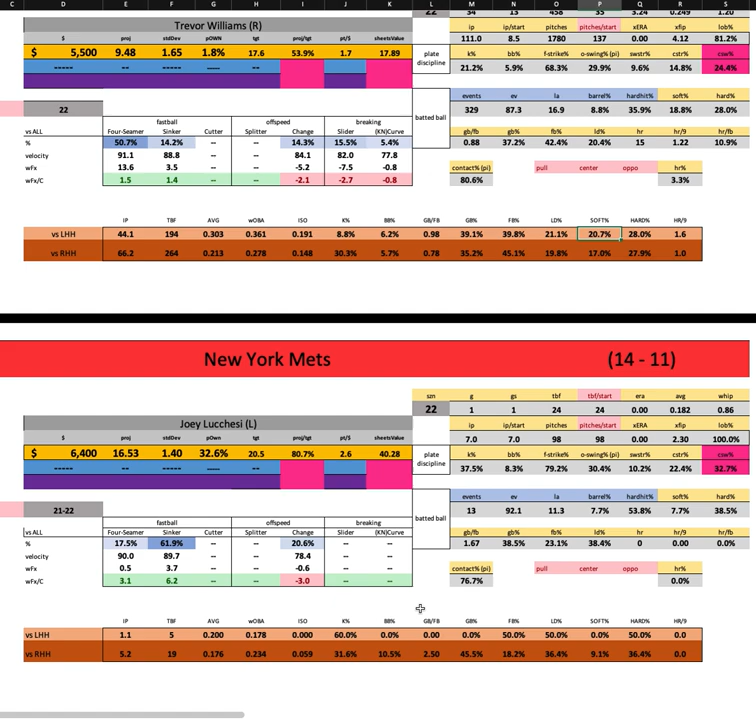 C D E F G H I J K L M N O P Q R S
22 34 13 458 35 3.24 0.249 1.20
Trevor Williams (R) ip ip/start pitches pitches/start xERA xfip lob%
$ proj stdDev pOWN tgt proj/tgt pt/$ sheetsValue 111.0 8.5 1780 137 0.00 4.12 81.2%
$ 5,500 9.48 1.65 1.8% 17.6 53.9% 1.7 17.89 plate discipline k% bb% f-strike% o-swing% (pi) swstr% cstr% csw%
----- -- ----- — -- 21.2% 5.9% 68.3% 29.9% 9.6% 14.8% 24.4%
events ev la barrel% hardhit% soft% hard%
22 batted ball 329 87.3 16.9 8.8% 35.9% 18.8% 28.0%
fastball offspeed breaking
vs ALL Four-Seamer Sinker Cutter Splitter Change Slider (KN)Curve gb/fb gb% fb% ld% hr hr/9 hr/fb
% 50.7% 14.2% -- -- 14.3% 15.5% 5.4% 0.88 37.2% 42.4% 20.4% 15 1.22 10.9%
velocity 91.1 88.8 -- -- 84.1 82.0 77.8
wFx 13.6 3.5 -- -- -5.2 -7.5 -0.8 contact% (pi) pull center oppo hr%
wFx/C 1.5 1.4 -- -- -2.1 -2.7 -0.8 80.6% 3.3%
IP TBF AVG wOBA ISO K% BB% GB/FB GB% FB% LD% SOFT% HARD% HR/9
vs LHH 44.1 194 0.303 0.361 0.191 8.8% 6.2% 0.98 39.1% 39.8% 21.1% 20.7% 28.0% 1.6
vs RHH 66.2 264 0.213 0.278 0.148 30.3% 5.7% 0.78 35.2% 45.1% 19.8% 17.0% 27.9% 1.0
New York Mets (14 - 11)
szn g gs tbf tbf/start era avg whip
22 1 1 24 24 0.00 0.182 0.86
Joey Lucchesi (L) ip ip/start pitches pitches/start xERA xfip lob%
$ proj stdDev pOwn tgt proj/tgt pt/$ sheetsValue 7.0 7.0 98 98 0.00 2.30 100.0%
$ 6,400 16.53 1.40 32.6% 20.5 80.7% 2.6 40.28 plate discipline k% bb% f-strike% o-swing% (pi) swstr% cstr% csw%
----- -- ----- — -- 37.5% 8.3% 79.2% 30.4% 10.2% 22.4% 32.7%
events ev la barrel% hardhit% soft% hard%
21-22 batted ball 13 92.1 11.3 7.7% 53.8% 7.7% 38.5%
fastball offspeed breaking
vs ALL Four-Seamer Sinker Cutter Splitter Change Slider (KN)Curve gb/fb gb% fb% ld% hr hr/9 hr/fb
% 17.5% 61.9% -- -- 20.6% -- -- 1.67 38.5% 23.1% 38.4% 0 0.00 0.0%
velocity 90.0 89.7 -- -- 78.4 -- --
wFx 0.5 3.7 -- -- -0.6 -- -- contact% (pi) pull center oppo hr%
wFx/C 3.1 6.2 -- -- -3.0 -- -- 76.7% 0.0%
IP TBF AVG wOBA ISO K% BB% GB/FB GB% FB% LD% SOFT% HARD% HR/9
vs LHH 1.1 5 0.200 0.178 0.000 60.0% 0.0% 0.00 0.0% 50.0% 50.0% 0.0% 50.0% 0.0
vs RHH 5.2 19 0.176 0.234 0.059 31.6% 10.5% 2.50 45.5% 18.2% 36.4% 9.1% 36.4% 0.0